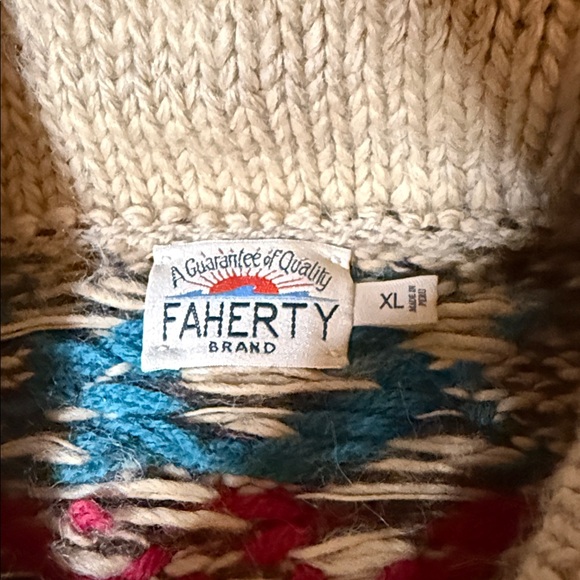 A Guarantee of Quality
FAHERTY
BRAND
XL
MADE IN
PERU